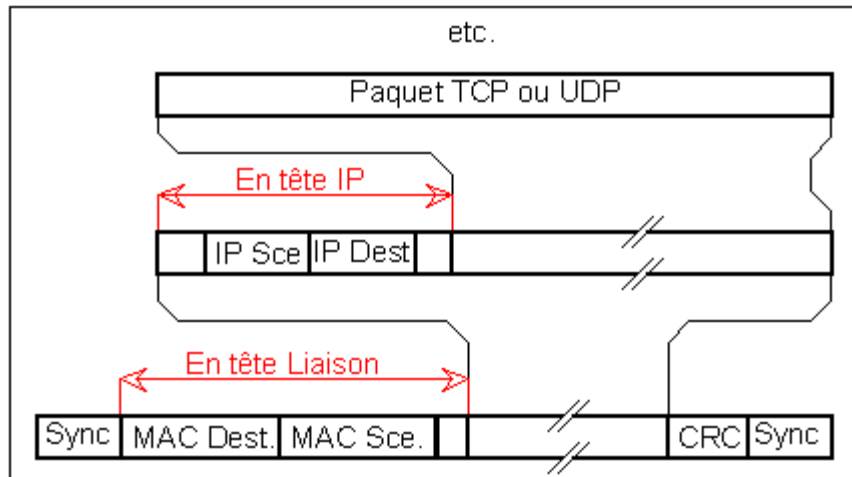 etc.
Paquet TCP ou UDP
En tête IP
IP Sce IP Dest
En tête Liaison
Sync MAC Dest. MAC Sce. CRC Sync